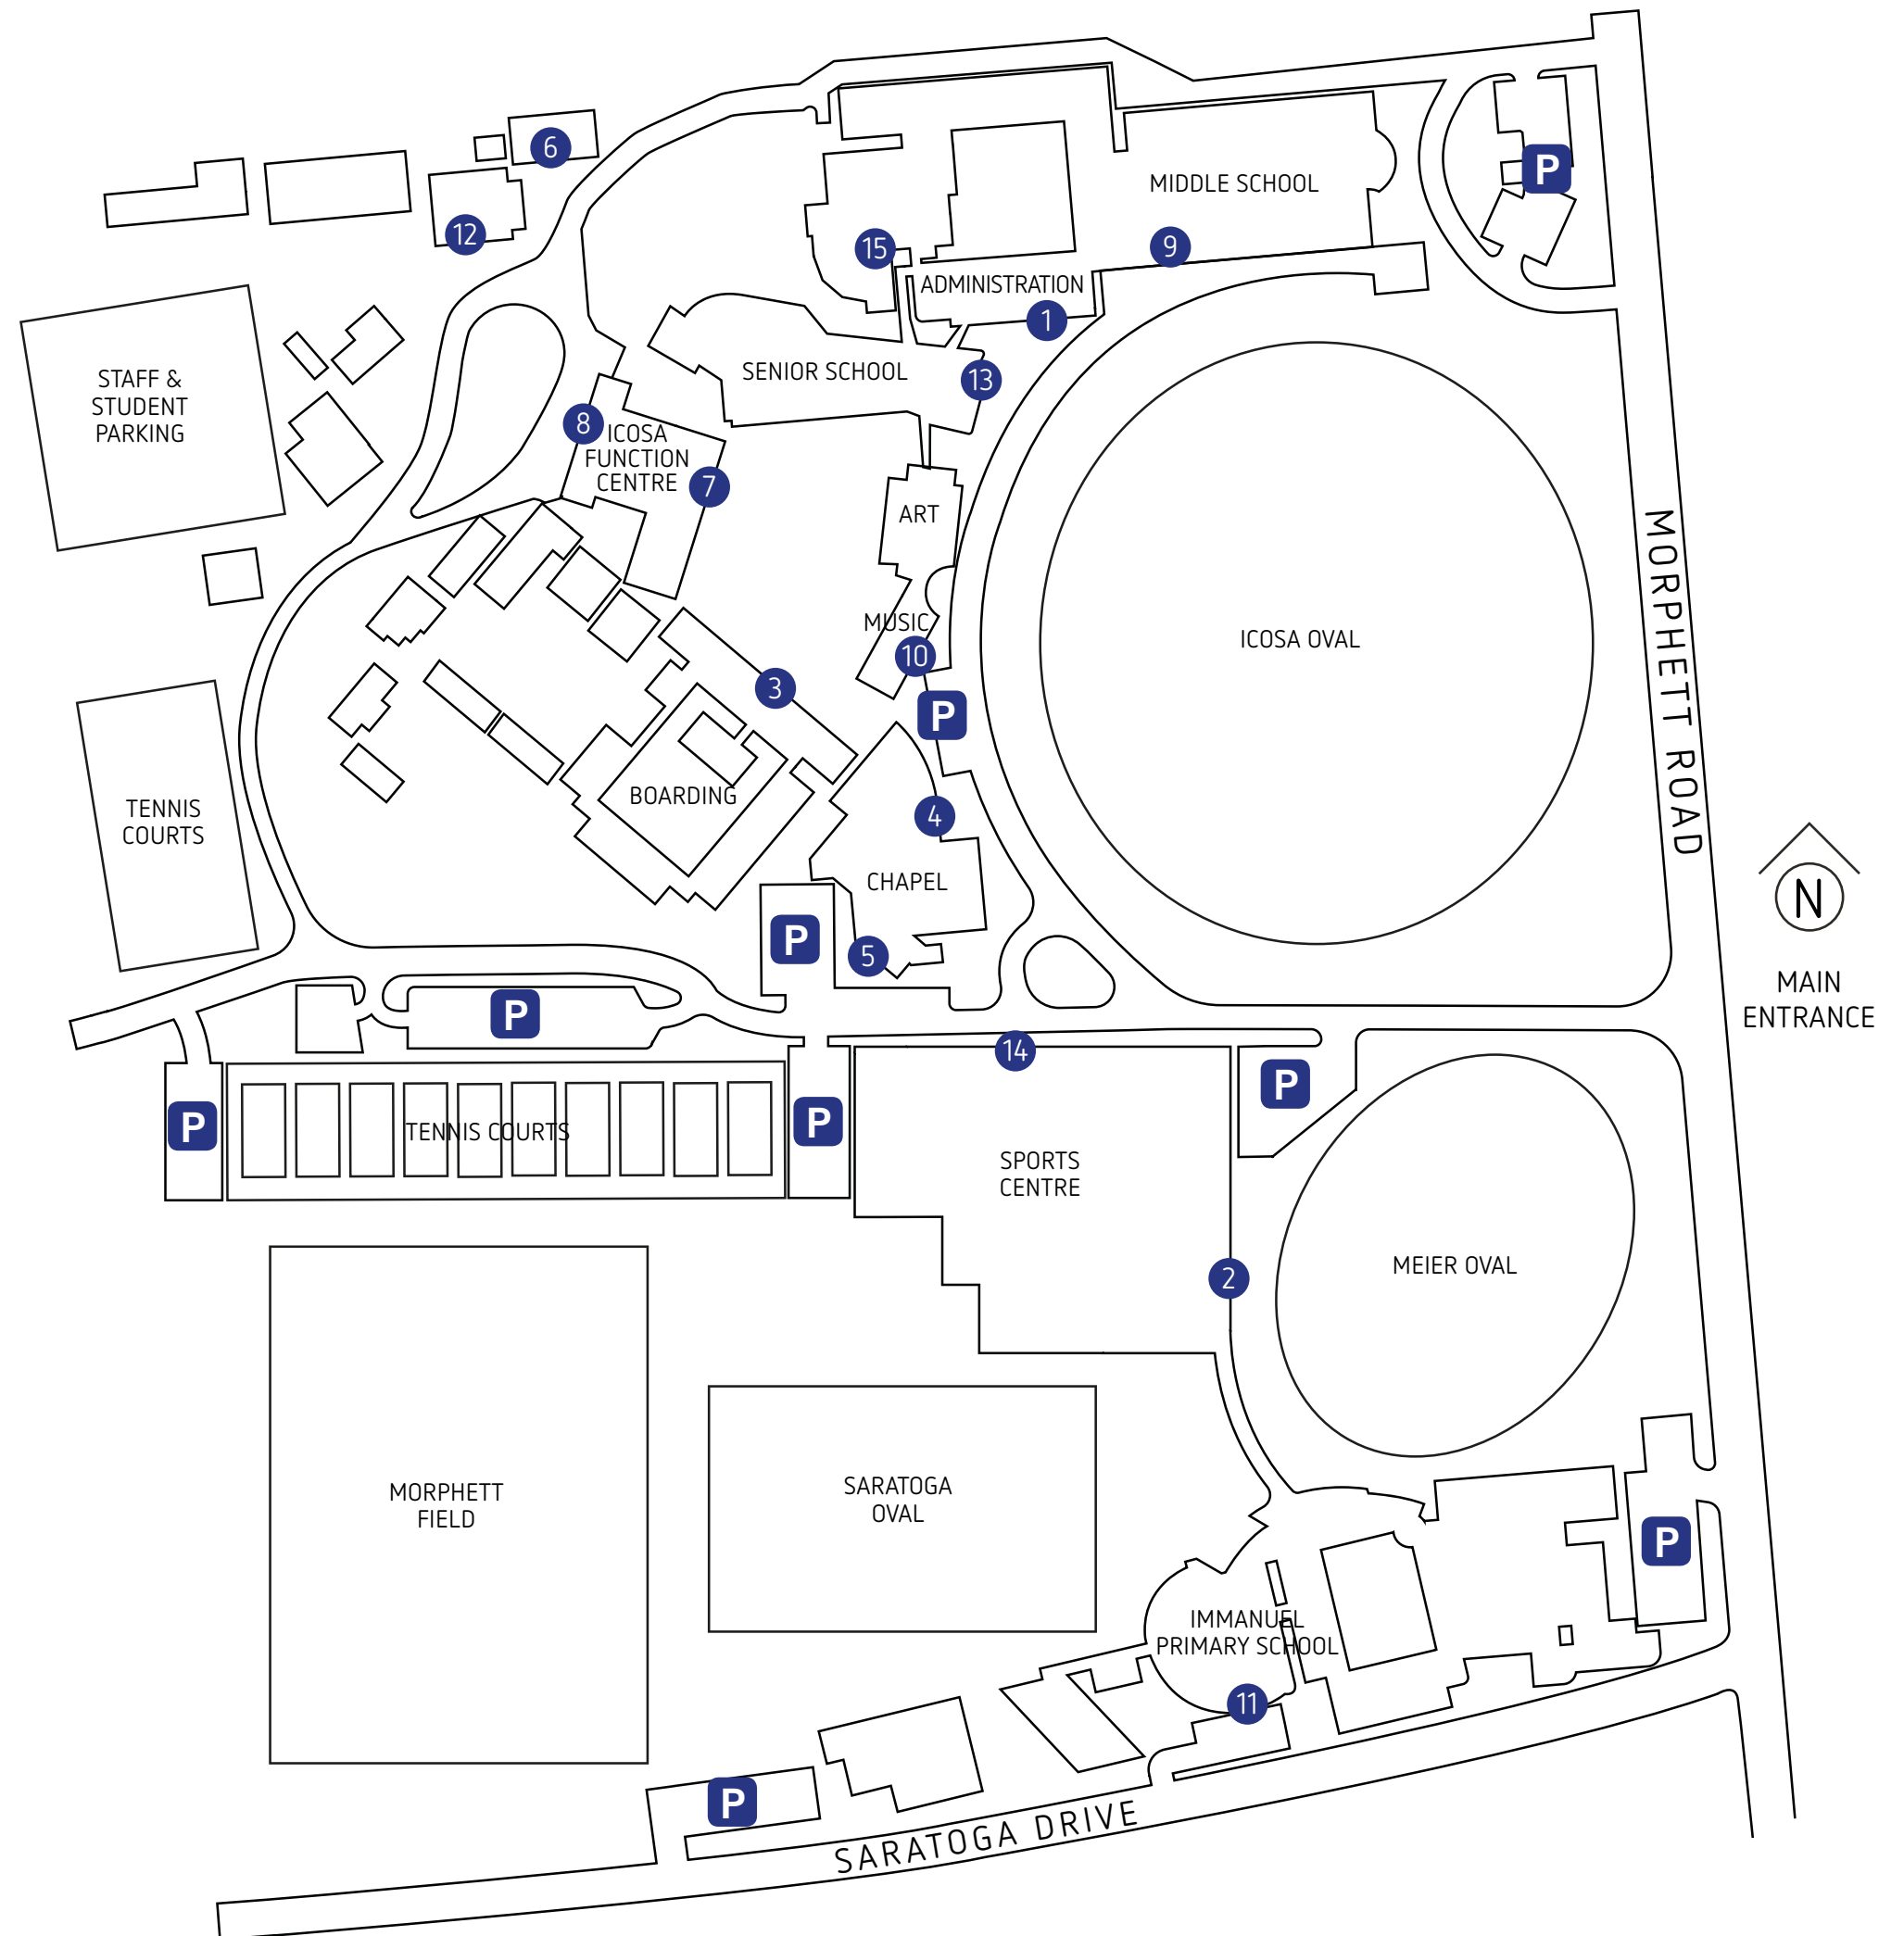 6
P
MIDDLE SCHOOL
12
15
9
ADMINISTRATION
1
STAFF &
STUDENT
PARKING
SENIOR SCHOOL
13
8
ICOSA
FUNCTION
CENTRE
7
ART
MUSIC
10
ICOSA OVAL
MORPHETT ROAD
3
P
BOARDING
TENNIS
COURTS
4
CHAPEL
N
P
5
MAIN
ENTRANCE
P
14
P
P
TENNIS COURTS
P
SPORTS
CENTRE
2
MEIER OVAL
MORPHETT
FIELD
SARATOGA
OVAL
P
IMMANUEL
PRIMARY SCHOOL
11
P
SARATOGA DRIVE